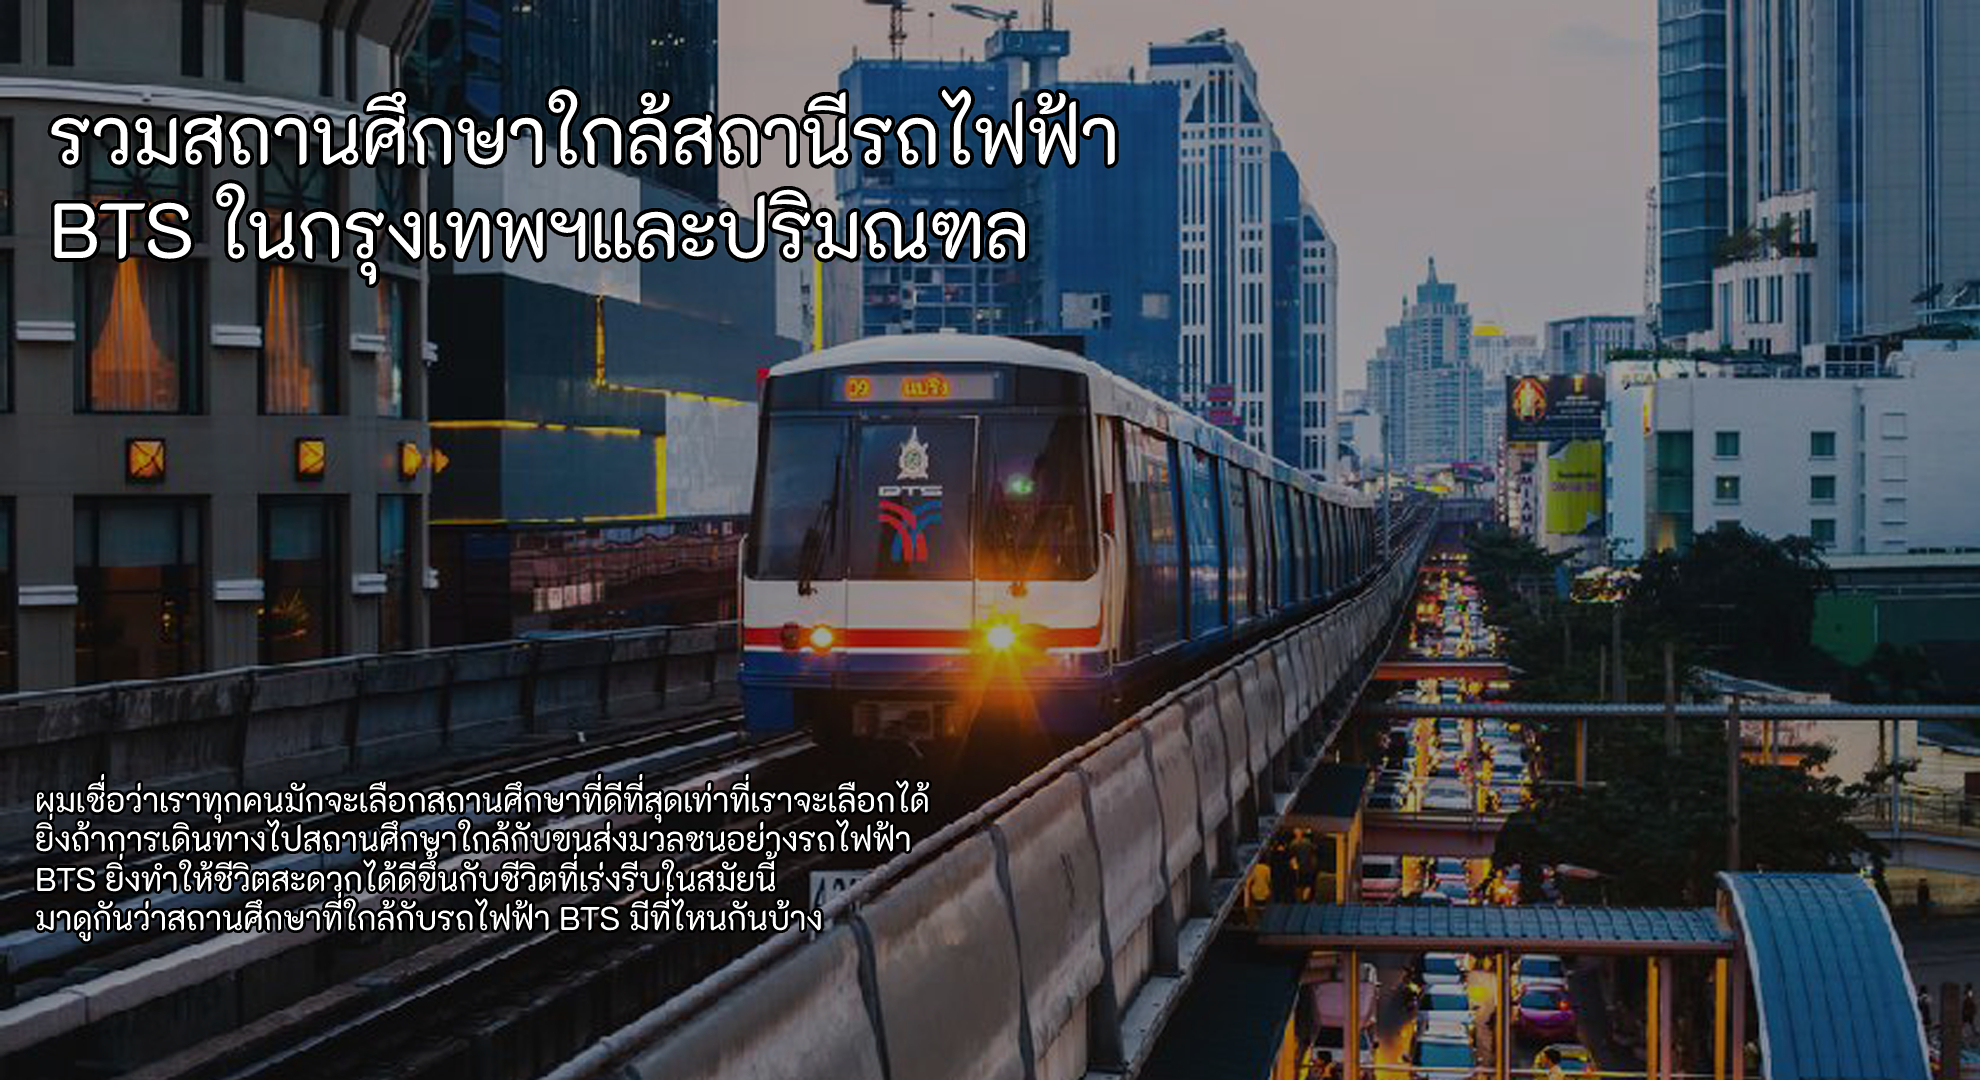 รวมสถานศึกษาใกล้สถานีรถไฟฟ้า
BTS ในกรุงเทพฯและปริมณฑล
09 แบริ่ง
BTS
ผมเชื่อว่าเราทุกคนมักจะเลือกสถานศึกษาที่ดีที่สุดเท่าที่เราจะเลือกได้
ยิ่งถ้าการเดินทางไปสถานศึกษาใกล้กับขนส่งมวลชนอย่างรถไฟฟ้า
BTS ยิ่งทำให้ชีวิตสะดวกได้ดีขึ้นกับชีวิตที่เร่งรีบในสมัยนี้
มาดูกันว่าสถานศึกษาที่ใกล้กับรถไฟฟ้า BTS มีที่ไหนกันบ้าง